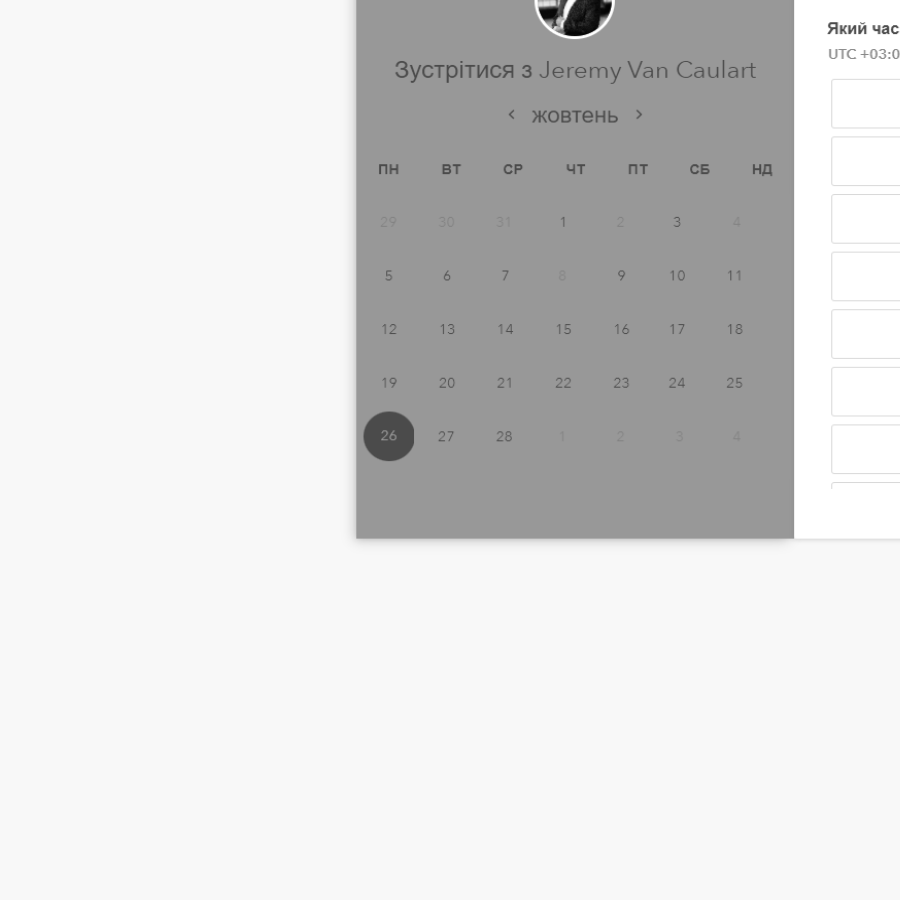 Зустрітися з Jeremy Van Caulart
жовтень
ПН ВТ СР ЧТ ПТ СБ НД
29 30 31 1 2 3 4
5 6 7 8 9 10 11
12 13 14 15 16 17 18
19 20 21 22 23 24 25
26 27 28 1 2 3 4
Який час
UTC +03:0